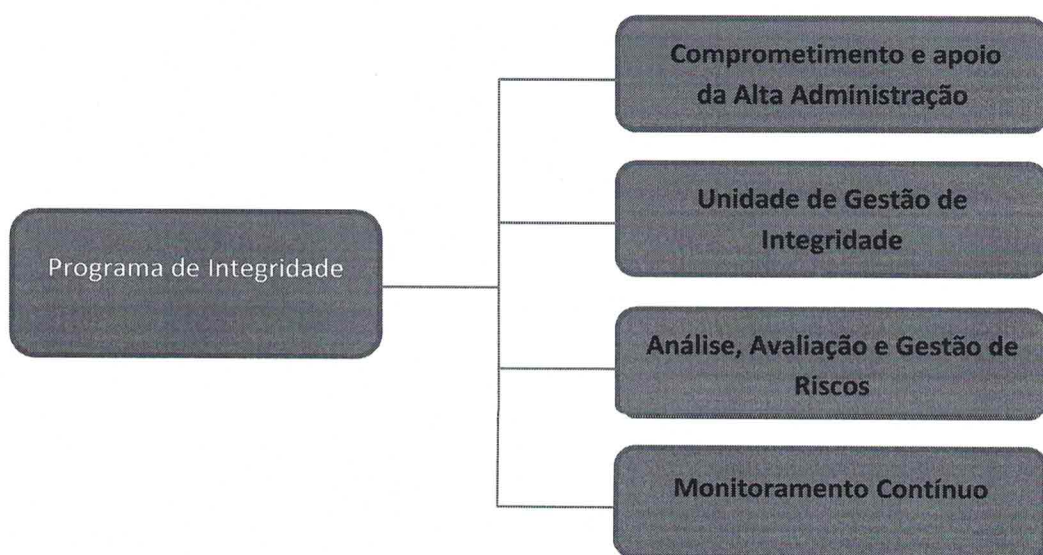 Comprometimento e apoio
da Alta Administração
Unidade de Gestão de
Integridade
Programa de Integridade
Análise, Avaliação e Gestão de
Riscos
Monitoramento Contínuo